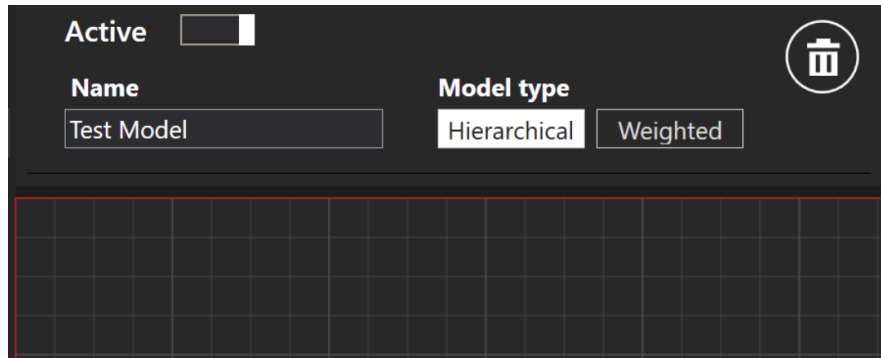 Active
Name
Model type
Test Model
Hierarchical
Weighted